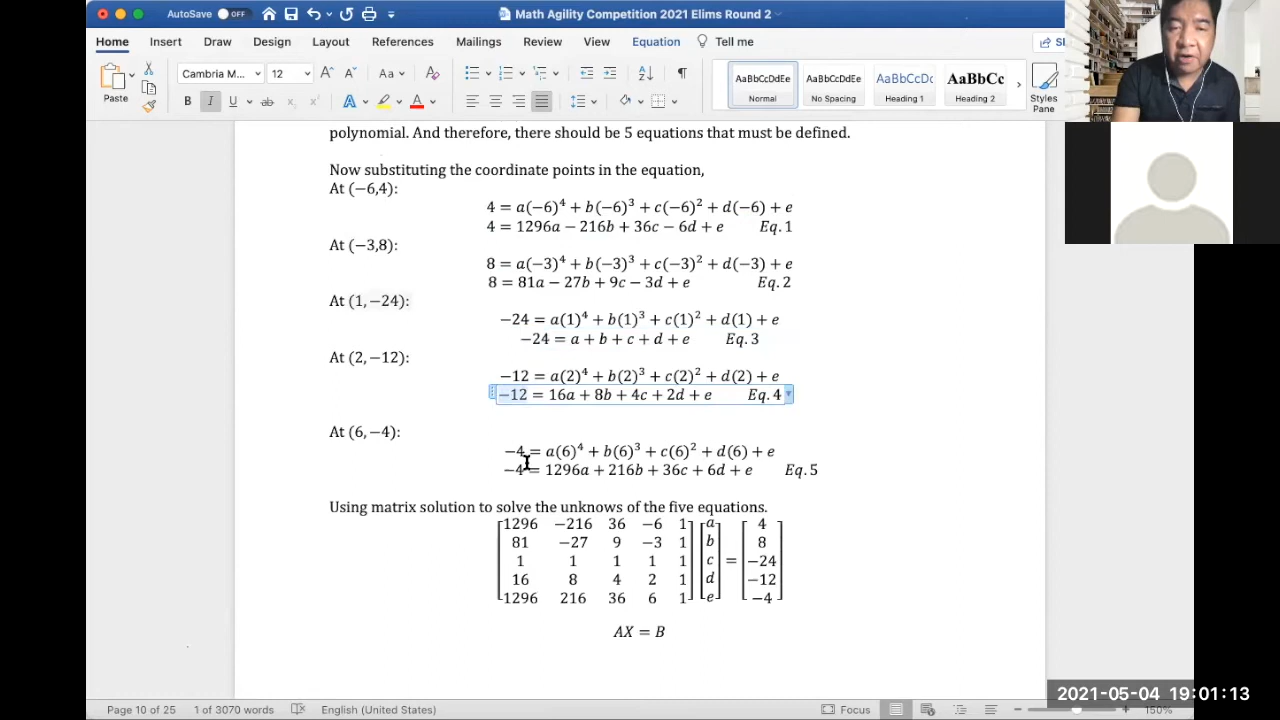 AutoSave OFF Math Agility Competition 2021 Elims Round 2
Home Insert Draw Design Layout References Mailings Review View Equation Tell me
Paste Cambria M... 12 A A Aa A
B I U ab x x A A
AaBbCcDdEe AaBbCcDdEe AaBbCcDc AaBbCc
Normal No Spacing Heading 1 Heading 2
Styles Pane
polynomial. And therefore, there should be 5 equations that must be defined.
Now substituting the coordinate points in the equation,
At (−6,4):
4 = a(−6)⁴ + b(−6)³ + c(−6)² + d(−6) + e
4 = 1296a − 216b + 36c − 6d + e Eq. 1
At (−3,8):
8 = a(−3)⁴ + b(−3)³ + c(−3)² + d(−3) + e
8 = 81a − 27b + 9c − 3d + e Eq. 2
At (1, −24):
−24 = a(1)⁴ + b(1)³ + c(1)² + d(1) + e
−24 = a + b + c + d + e Eq. 3
At (2, −12):
−12 = a(2)⁴ + b(2)³ + c(2)² + d(2) + e
−12 = 16a + 8b + 4c + 2d + e Eq. 4
At (6, −4):
−4 = a(6)⁴ + b(6)³ + c(6)² + d(6) + e
−4 = 1296a + 216b + 36c + 6d + e Eq. 5
Using matrix solution to solve the unknows of the five equations.
1296 −216 36 −6 1 a 4
81 −27 9 −3 1 b 8
1 1 1 1 1 c = −24
16 8 4 2 1 d −12
1296 216 36 6 1 e −4
AX = B
2021-05-04 19:01:13
Page 10 of 25 1 of 3070 words English (United States) Focus 150%